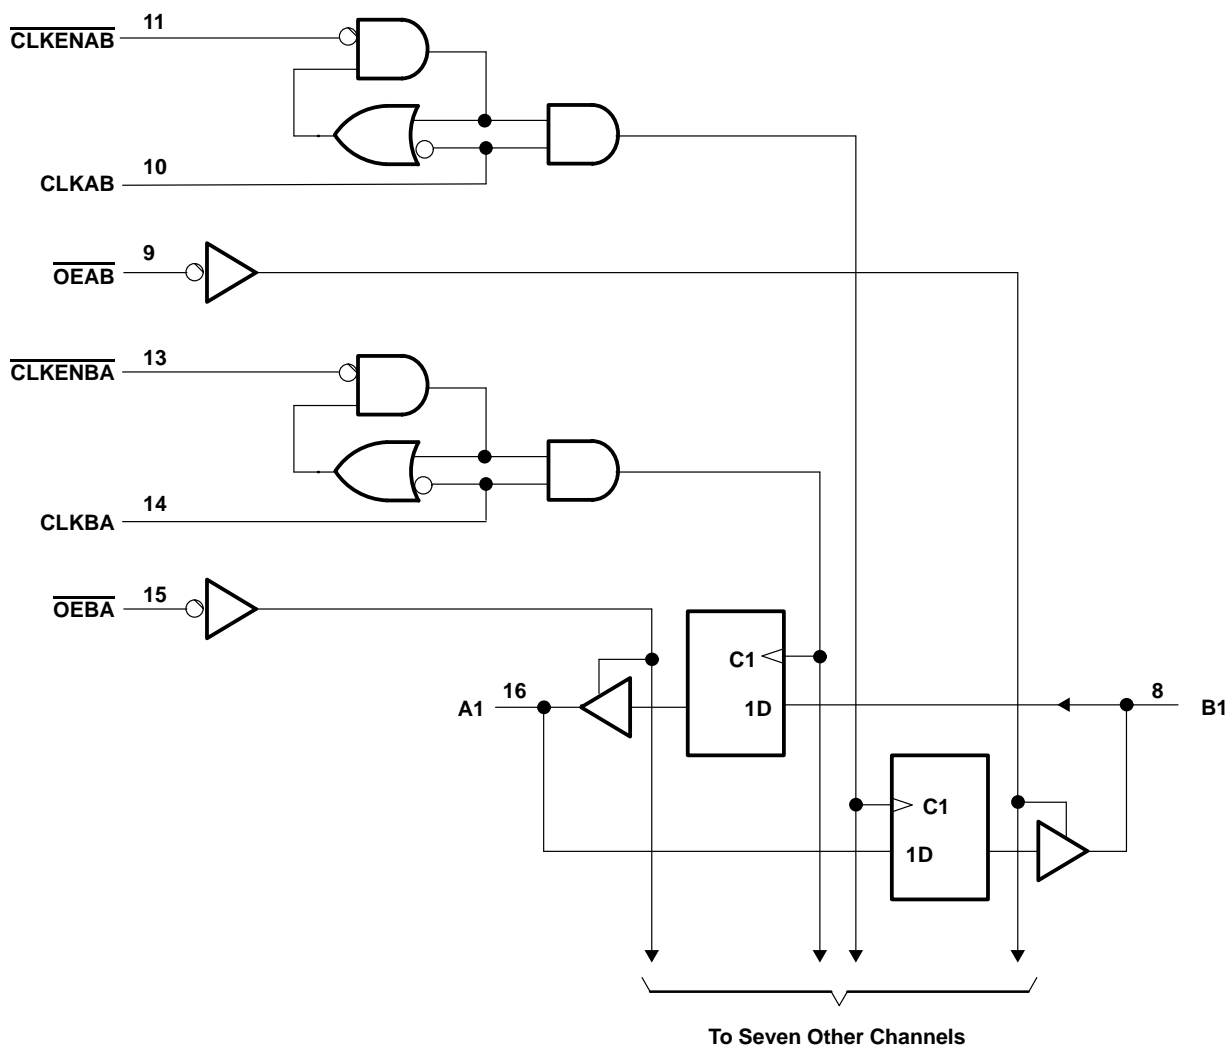 CLKENAB 11
CLKAB 10
OEAB 9
CLKENBA 13
CLKBA 14
OEBA 15
C1
A1 16 1D 8 B1
C1
1D
To Seven Other Channels